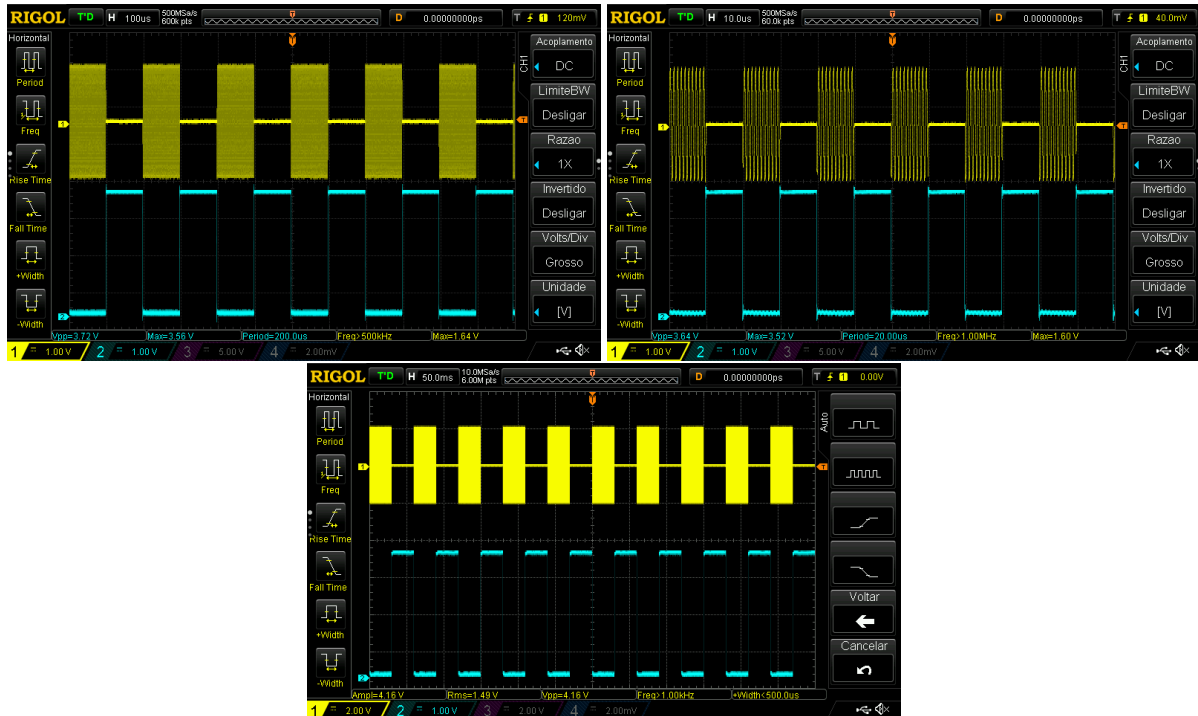 RIGOL T'D H 100us 500MSa/s 600k pts D 0.00000000ps T 1 120mV
Horizontal
Period
Freq
Rise Time
Fall Time
+Width
-Width
1
2
T
T
CH1
Acoplamento
DC
LimiteBW
Desligar
Razao
1X
Invertido
Desligar
Volts/Div
Grosso
Unidade
[V]
Vpp=3.72 V Max=3.56 V Period=200.0us Freq>500kHz Max=1.64 V
1 = 1.00 V 2 = 1.00 V 3 = 5.00 V 4 = 2.00mV
RIGOL T'D H 10.0us 500MSa/s 60.0k pts D 0.00000000ps T 1 40.0mV
Horizontal
Period
Freq
Rise Time
Fall Time
+Width
-Width
1
2
T
T
CH1
Acoplamento
DC
LimiteBW
Desligar
Razao
1X
Invertido
Desligar
Volts/Div
Grosso
Unidade
[V]
Vpp=3.64 V Max=3.52 V Period=20.00us Freq>1.00MHz Max=1.60 V
1 = 1.00 V 2 = 1.00 V 3 = 5.00 V 4 = 2.00mV
RIGOL T'D H 50.0ms 10.0MSa/s 6.00M pts D 0.00000000ps T 1 0.00V
Horizontal
Period
Freq
Rise Time
Fall Time
+Width
-Width
1
2
T
T
Auto
Voltar
Cancelar
Ampl=4.16 V Rms=1.49 V Vpp=4.16 V Freq>1.00kHz +Width<500.0us
1 = 2.00 V 2 = 1.00 V 3 = 2.00 V 4 = 2.00mV